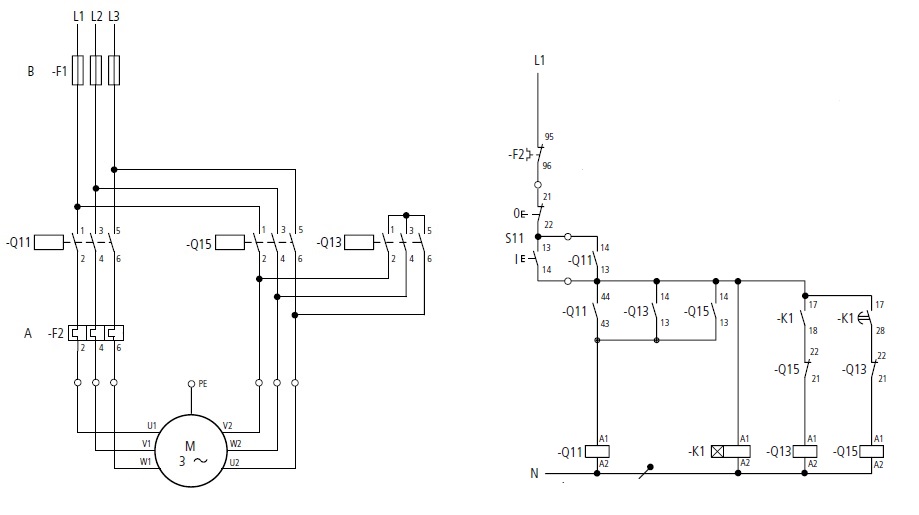 L1 L2 L3
B -F1
1 3 5
-Q11
2 4 6
1 3 5
-Q15
2 4 6
1 3 5
-Q13
2 4 6
A -F2
2 4 6
PE
U1
V1
W1
M
3 ~
V2
W2
U2
L1
95
-F2
96
21
0E
22
S11
13
IE
14
14
-Q11
13
44
-Q11
43
14
-Q13
13
14
-Q15
13
17
-K1
18
17
-K1
28
22
-Q15
21
22
-Q13
21
A1
-Q11
A2
A1
-K1
A2
A1
-Q13
A2
A1
-Q15
A2
N